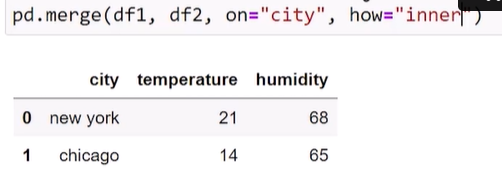 pd.merge(df1, df2, on="city", how="inner")
city temperature humidity
0 new york 21 68
1 chicago 14 65